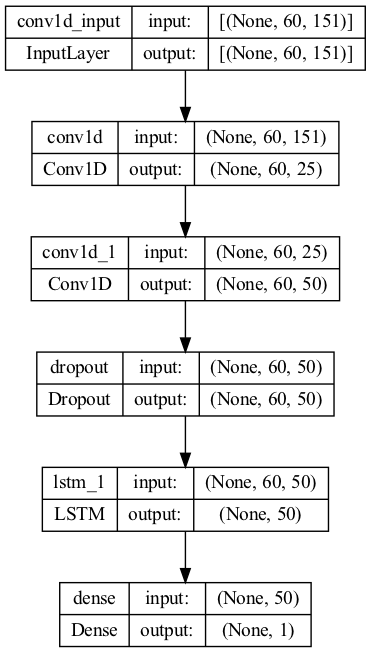 conv1d_input input: [(None, 60, 151)]
InputLayer output: [(None, 60, 151)]
conv1d input: (None, 60, 151)
Conv1D output: (None, 60, 25)
conv1d_1 input: (None, 60, 25)
Conv1D output: (None, 60, 50)
dropout input: (None, 60, 50)
Dropout output: (None, 60, 50)
lstm_1 input: (None, 60, 50)
LSTM output: (None, 50)
dense input: (None, 50)
Dense output: (None, 1)